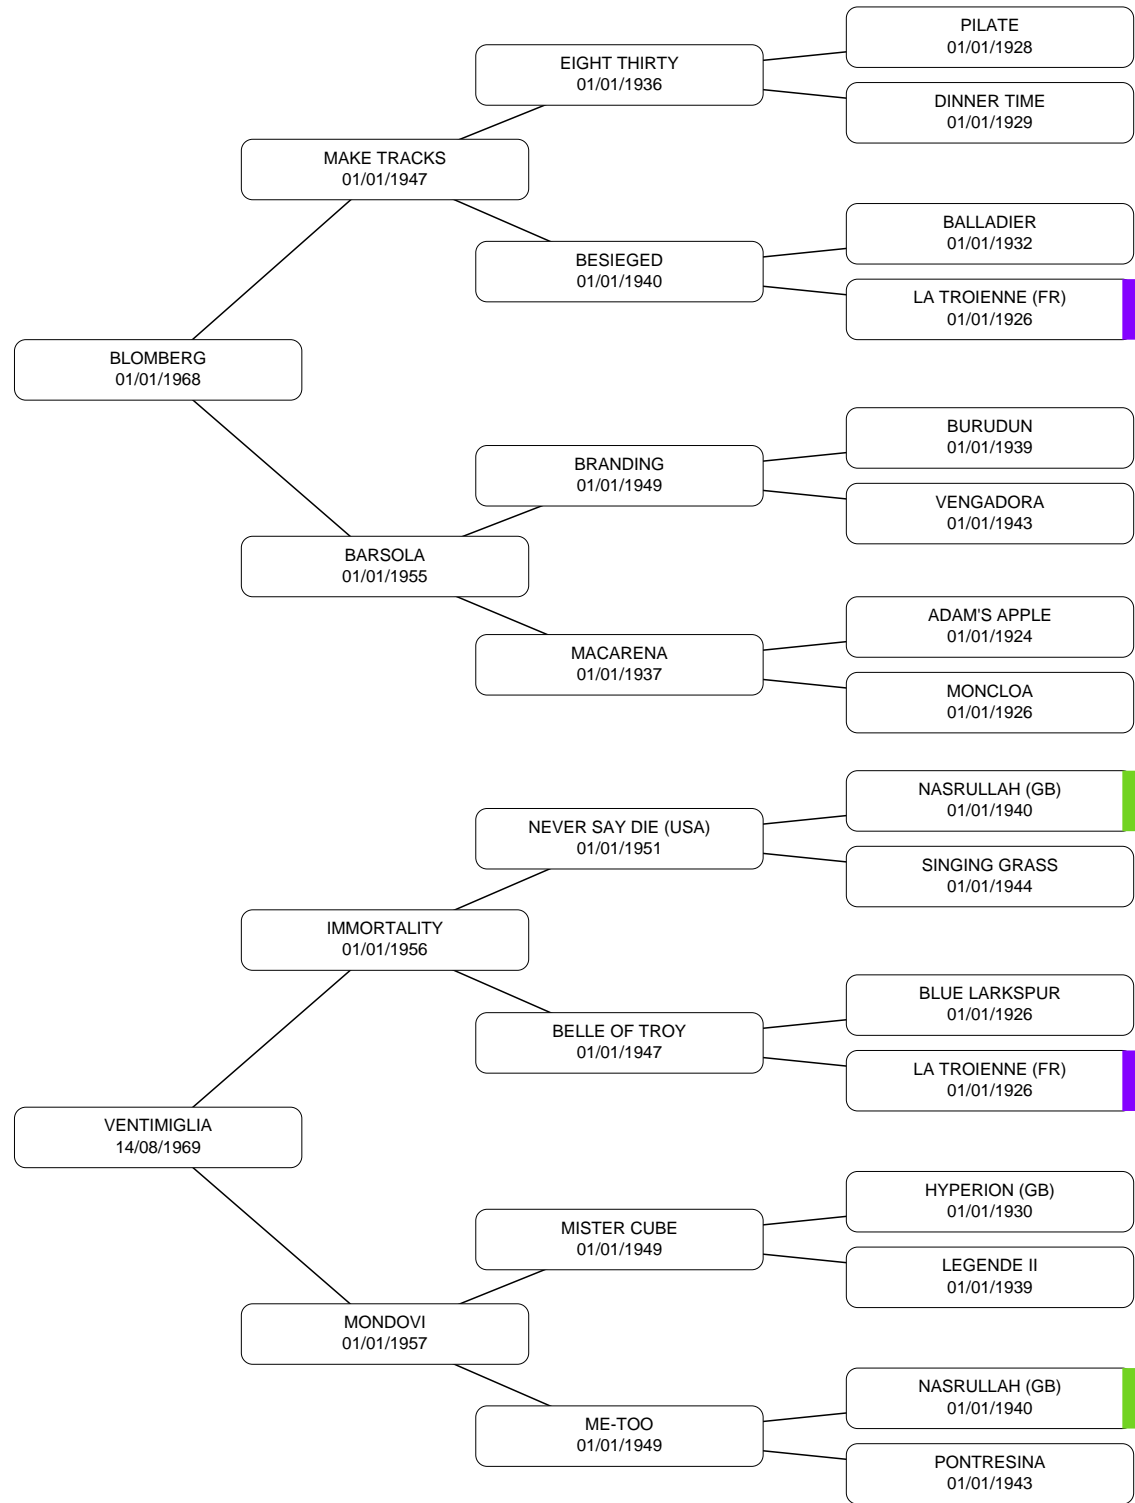 PILATE
01/01/1928
EIGHT THIRTY
01/01/1936
DINNER TIME
01/01/1929
MAKE TRACKS
01/01/1947
BALLADIER
01/01/1932
BESIEGED
01/01/1940
LA TROIENNE (FR)
01/01/1926
BLOMBERG
01/01/1968
BURUDUN
01/01/1939
BRANDING
01/01/1949
VENGADORA
01/01/1943
BARSOLA
01/01/1955
ADAM'S APPLE
01/01/1924
MACARENA
01/01/1937
MONCLOA
01/01/1926
NASRULLAH (GB)
01/01/1940
NEVER SAY DIE (USA)
01/01/1951
SINGING GRASS
01/01/1944
IMMORTALITY
01/01/1956
BLUE LARKSPUR
01/01/1926
BELLE OF TROY
01/01/1947
LA TROIENNE (FR)
01/01/1926
VENTIMIGLIA
14/08/1969
HYPERION (GB)
01/01/1930
MISTER CUBE
01/01/1949
LEGENDE II
01/01/1939
MONDOVI
01/01/1957
NASRULLAH (GB)
01/01/1940
ME-TOO
01/01/1949
PONTRESINA
01/01/1943